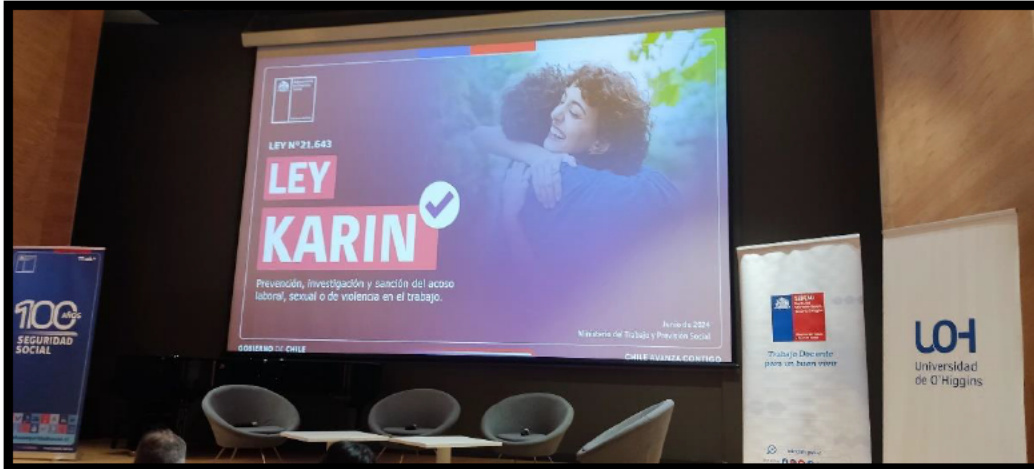 LEY Nº21.643
LEY
KARIN
Prevención, investigación y sanción del acoso
laboral, sexual o de violencia en el trabajo.
Junio de 2024
Ministerio del Trabajo y Previsión Social
GOBIERNO DE CHILE
CHILE AVANZA CONTIGO
100 AÑOS
SEGURIDAD
SOCIAL
Trabajo Decente
para un buen vivir
UOH
Universidad
de O'Higgins